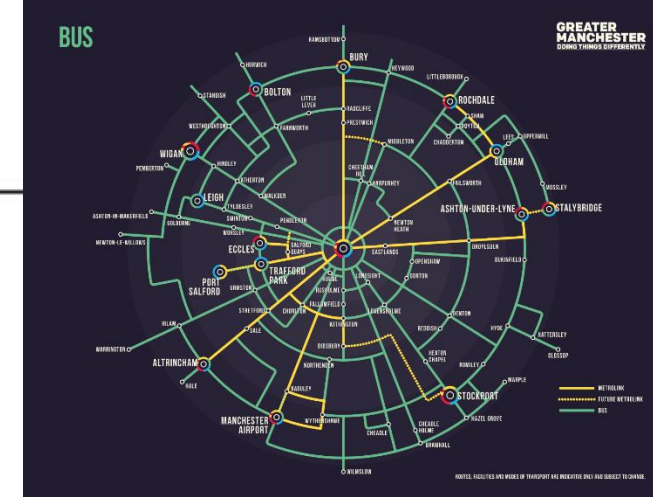 BUS
GREATER
MANCHESTER
DOING THINGS DIFFERENTLY
RAMSBOTTOM
BURY
HEYWOOD
HORWICH
BOLTON
LITTLEBOROUGH
ROCHDALE
STANDISH
LITTLE
LEVER
RADCLIFFE
PRESTWICH
SHAW
ROYTON
WESTHOUGHTON
FARNWORTH
CHADDERTON
LEES
UPPERMILL
WIGAN
MIDDLETON
OLDHAM
PEMBERTON
HINDLEY
CHEETHAM
HILL
HARPURHEY
FAILSWORTH
ATHERTON
WALKDEN
MOSSLEY
LEIGH
TYLDESLEY
ASHTON-UNDER-LYNE
STALYBRIDGE
ASHTON-IN-MAKERFIELD
GOLBORNE
SWINTON
PENDLETON
NEWTON
HEATH
WORSLEY
NEWTON-LE-WILLOWS
ECCLES
SALFORD
QUAYS
EASTLANDS
DROYLSDEN
DUKINFIELD
PORT
SALFORD
TRAFFORD
PARK
HULME
LONGSIGHT
OPENSHAW
GORTON
URMSTON
RUSHOLME
FALLOWFIELD
STRETFORD
CHORLTON
LEVENSHULME
DENTON
IRLAM
SALE
WITHINGTON
REDDISH
HYDE
HATTERSLEY
WARRINGTON
DIDSBURY
HEATON
CHAPEL
GLOSSOP
ALTRINCHAM
NORTHENDEN
ROMILEY
HALE
MARPLE
BAGULEY
STOCKPORT
METROLINK
FUTURE METROLINK
BUS
MANCHESTER
AIRPORT
WYTHENSHAWE
HAZEL GROVE
CHEADLE
CHEADLE
HULME
BRAMHALL
WILMSLOW
ROUTES, FACILITIES AND MODES OF TRANSPORT ARE INDICATIVE ONLY AND SUBJECT TO CHANGE.